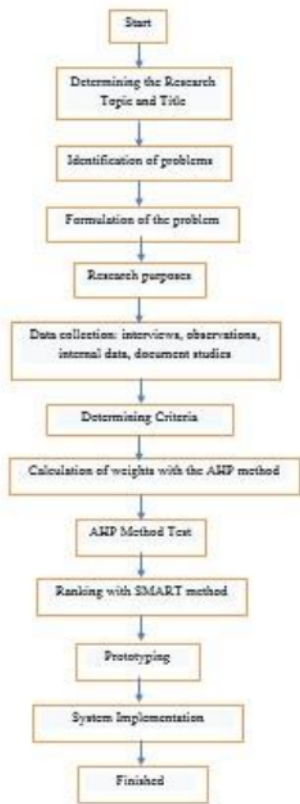 Start
Determining the Research
Topic and Title
Identification of problems
Formulation of the problem
Research purposes
Data collection: interviews, observations,
internal data, document studies
Determining Criteria
Calculation of weights with the AHP method
AHP Method Test
Ranking with SMART method
Prototyping
System Implementation
Finished